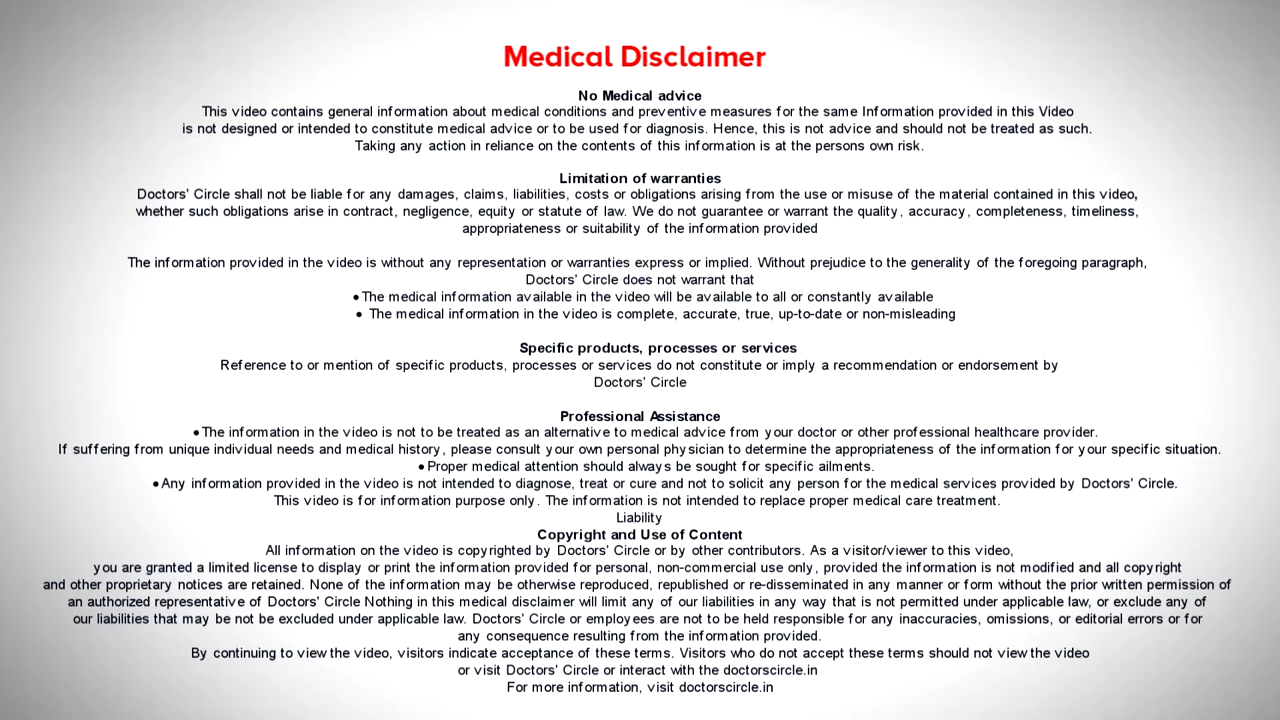 Medical Disclaimer
No Medical advice
This video contains general information about medical conditions and preventive measures for the same Information provided in this Video
is not designed or intended to constitute medical advice or to be used for diagnosis. Hence, this is not advice and should not be treated as such.
Taking any action in reliance on the contents of this information is at the persons own risk.
Limitation of warranties
Doctors' Circle shall not be liable for any damages, claims, liabilities, costs or obligations arising from the use or misuse of the material contained in this video,
whether such obligations arise in contract, negligence, equity or statute of law. We do not guarantee or warrant the quality, accuracy, completeness, timeliness,
appropriateness or suitability of the information provided
The information provided in the video is without any representation or warranties express or implied. Without prejudice to the generality of the foregoing paragraph,
Doctors' Circle does not warrant that
•The medical information available in the video will be available to all or constantly available
• The medical information in the video is complete, accurate, true, up-to-date or non-misleading
Specific products, processes or services
Reference to or mention of specific products, processes or services do not constitute or imply a recommendation or endorsement by
Doctors' Circle
Professional Assistance
•The information in the video is not to be treated as an alternative to medical advice from your doctor or other professional healthcare provider.
If suffering from unique individual needs and medical history, please consult your own personal physician to determine the appropriateness of the information for your specific situation.
•Proper medical attention should always be sought for specific ailments.
•Any information provided in the video is not intended to diagnose, treat or cure and not to solicit any person for the medical services provided by Doctors' Circle.
This video is for information purpose only. The information is not intended to replace proper medical care treatment.
Liability
Copyright and Use of Content
All information on the video is copyrighted by Doctors' Circle or by other contributors. As a visitor/viewer to this video,
you are granted a limited license to display or print the information provided for personal, non-commercial use only, provided the information is not modified and all copyright
and other proprietary notices are retained. None of the information may be otherwise reproduced, republished or re-disseminated in any manner or form without the prior written permission of
an authorized representative of Doctors' Circle Nothing in this medical disclaimer will limit any of our liabilities in any way that is not permitted under applicable law, or exclude any of
our liabilities that may be not be excluded under applicable law. Doctors' Circle or employees are not to be held responsible for any inaccuracies, omissions, or editorial errors or for
any consequence resulting from the information provided.
By continuing to view the video, visitors indicate acceptance of these terms. Visitors who do not accept these terms should not view the video
or visit Doctors' Circle or interact with the doctorscircle.in
For more information, visit doctorscircle.in